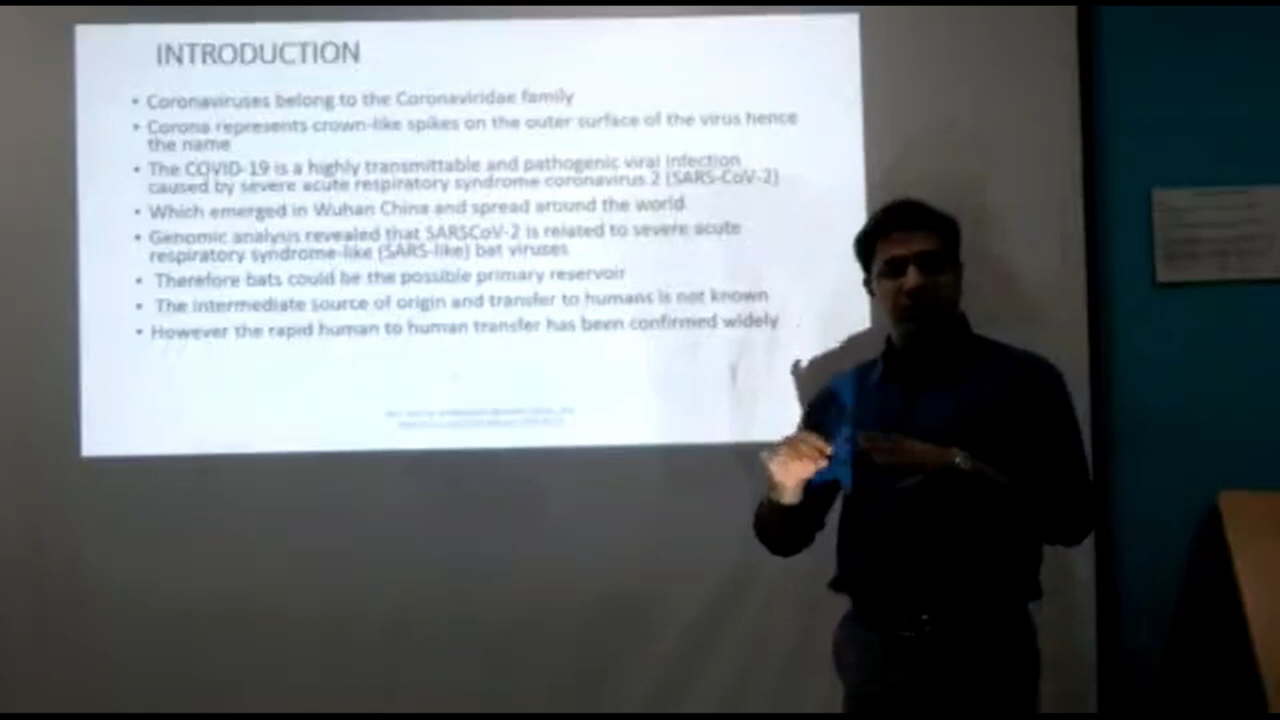 INTRODUCTION
• Coronaviruses belong to the Coronaviridae family
• Corona represents crown-like spikes on the outer surface of the virus hence
the name
• The COVID-19 is a highly transmittable and pathogenic viral infection
caused by severe acute respiratory syndrome coronavirus 2 (SARS-CoV-2)
• Which emerged in Wuhan China and spread around the world
• Genomic analysis revealed that SARSCoV-2 is related to severe acute
respiratory syndrome-like (SARS-like) bat viruses
• Therefore bats could be the possible primary reservoir
• The intermediate source of origin and transfer to humans is not known
• However the rapid human to human transfer has been confirmed widely